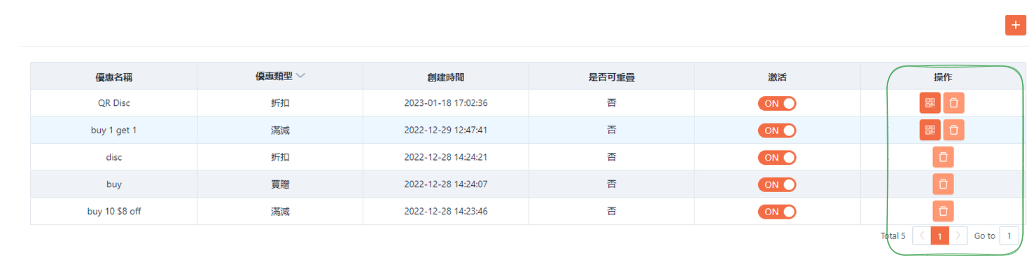 +
優惠名稱 優惠類型 創建時間 是否可重疊 激活 操作
QR Disc 折扣 2023-01-18 17:02:36 否 ON
buy 1 get 1 滿減 2022-12-29 12:47:41 否 ON
disc 折扣 2022-12-28 14:24:21 否 ON
buy 買贈 2022-12-28 14:24:07 否 ON
buy 10 $8 off 滿減 2022-12-28 14:23:46 否 ON
Total 5 < 1 > Go to 1